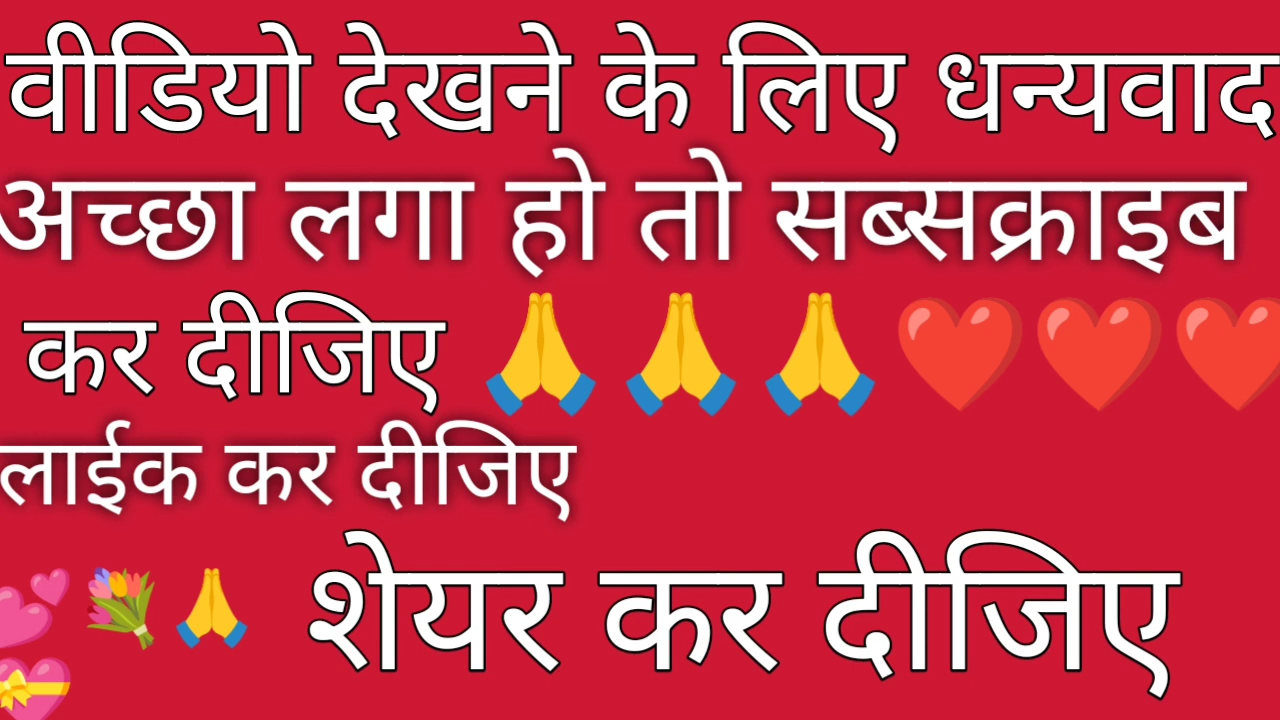 वीडियो देखने के लिए धन्यवाद
अच्छा लगा हो तो सब्सक्राइब
कर दीजिए 🙏🙏🙏❤️❤️❤️
लाईक कर दीजिए
💕💐🙏 शेयर कर दीजिए
💝